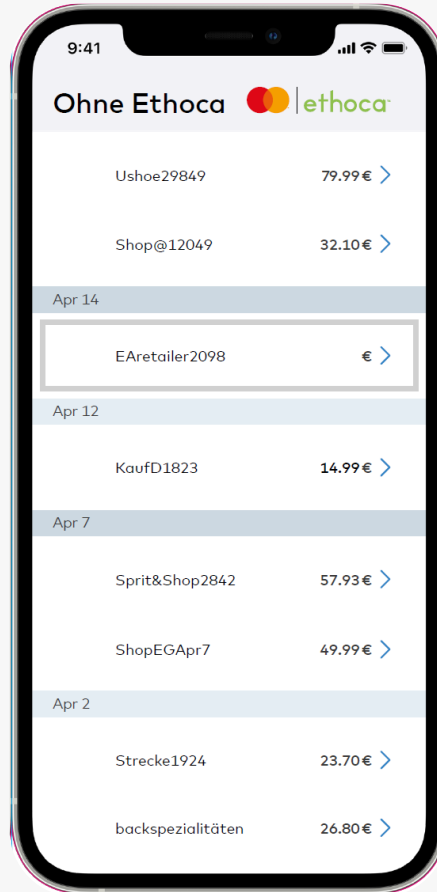 9:41
Ohne Ethoca ethoca
Ushoe29849 79.99 €
Shop@12049 32.10 €
Apr 14
EAretailer2098 €
Apr 12
KaufD1823 14.99 €
Apr 7
Sprit&Shop2842 57.93 €
ShopEGApr7 49.99 €
Apr 2
Strecke1924 23.70 €
backspezialitäten 26.80 €